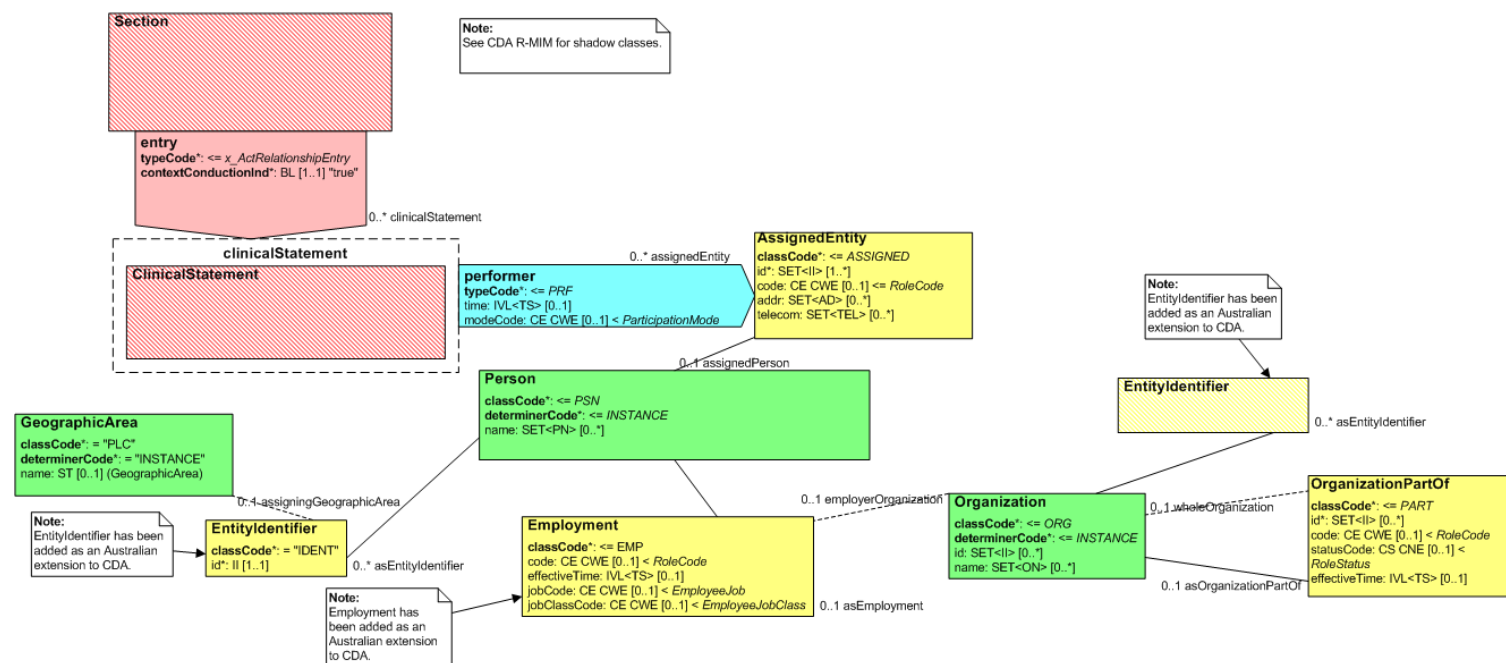 Section
Note:
See CDA R-MIM for shadow classes.
entry
typeCode*: <= x_ActRelationshipEntry
contextConductionInd*: BL [1..1] "true"
0..* clinicalStatement
clinicalStatement
ClinicalStatement
performer
typeCode*: <= PRF
time: IVL<TS> [0..1]
modeCode: CE CWE [0..1] < ParticipationMode
0..* assignedEntity
AssignedEntity
classCode*: <= ASSIGNED
id*: SET<II> [1..*]
code: CE CWE [0..1] <= RoleCode
addr: SET<AD> [0..*]
telecom: SET<TEL> [0..*]
Note:
EntityIdentifier has been
added as an Australian
extension to CDA.
0..1 assignedPerson
Person
classCode*: <= PSN
determinerCode*: <= INSTANCE
name: SET<PN> [0..*]
EntityIdentifier
0..* asEntityIdentifier
GeographicArea
classCode*: = "PLC"
determinerCode*: = "INSTANCE"
name: ST [0..1] (GeographicArea)
0..1 assigningGeographicArea
Note:
EntityIdentifier has been
added as an Australian
extension to CDA.
EntityIdentifier
classCode*: = "IDENT"
id*: II [1..1]
0..* asEntityIdentifier
Note:
Employment has
been added as an
Australian extension
to CDA.
Employment
classCode*: <= EMP
code: CE CWE [0..1] < RoleCode
effectiveTime: IVL<TS> [0..1]
jobCode: CE CWE [0..1] < EmployeeJob
jobClassCode: CE CWE [0..1] < EmployeeJobClass
0..1 asEmployment
0..1 employerOrganization
Organization
classCode*: <= ORG
determinerCode*: <= INSTANCE
id: SET<II> [0..*]
name: SET<ON> [0..*]
0..1 wholeOrganization
0..1 asOrganizationPartOf
OrganizationPartOf
classCode*: <= PART
id*: SET<II> [0..*]
code: CE CWE [0..1] < RoleCode
statusCode: CS CNE [0..1] <
RoleStatus
effectiveTime: IVL<TS> [0..1]